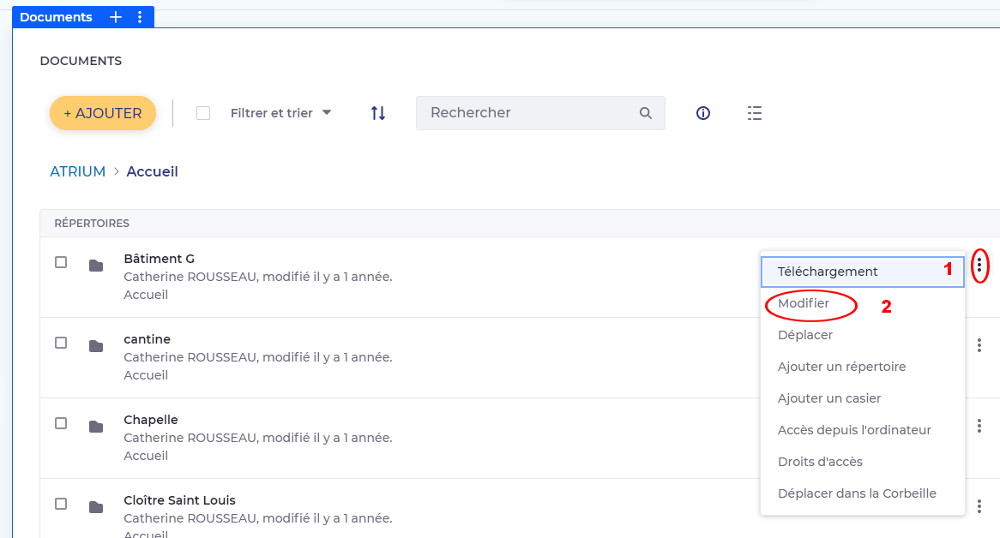 Documents
DOCUMENTS
+ AJOUTER
Filtrer et trier
Rechercher
ATRIUM > Accueil
RÉPERTOIRES
Bâtiment G
Catherine ROUSSEAU, modifié il y a 1 année.
Accueil
cantine
Catherine ROUSSEAU, modifié il y a 1 année.
Accueil
Chapelle
Catherine ROUSSEAU, modifié il y a 1 année.
Accueil
Cloître Saint Louis
Catherine ROUSSEAU, modifié il y a 1 année.
Accueil
Téléchargement 1
Modifier 2
Déplacer
Ajouter un répertoire
Ajouter un casier
Accès depuis l'ordinateur
Droits d'accès
Déplacer dans la Corbeille